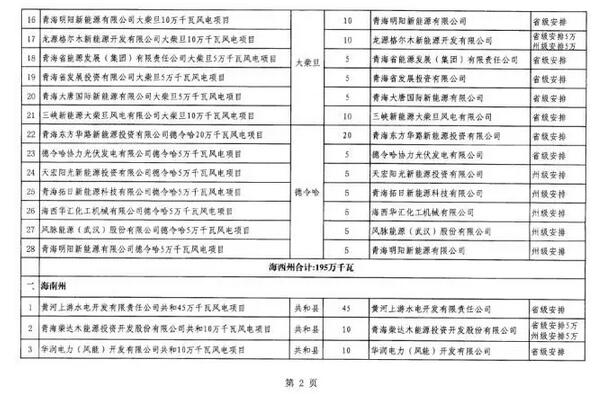 16 青海明阳新能源有限公司大柴旦10万千瓦风电项目 10 青海明阳新能源有限公司 省级安排
17 龙源格尔木新能源开发有限公司大柴旦10万千瓦风电项目 10 龙源格尔木新能源开发有限公司 省级安排5万 州级安排5万
18 青海省能源发展(集团)有限责任公司大柴旦5万千瓦风电项目 大柴旦 5 青海省能源发展(集团)有限责任公司 省级安排
19 青海省发展投资有限公司大柴旦5万千瓦风电项目 5 青海省发展投资有限公司 省级安排
20 青海大唐国际新能源有限公司大柴旦5万千瓦风电项目 5 青海大唐国际新能源有限公司 省级安排
21 三峡新能源大柴旦风电有限公司大柴旦10万千瓦风电项目 10 三峡新能源大柴旦风电有限公司 省级安排
22 青海东方华路新能源投资有限公司德令哈20万千瓦风电项目 20 青海东方华路新能源投资有限公司 省级安排
23 德令哈协力光伏发电有限公司德令哈5万千瓦风电项目 5 德令哈协力光伏发电有限公司 省级安排
24 天宏阳光新能源德令哈5万千瓦风电项目 5 天宏阳光新能源投资有限公司 州级安排
25 青海拓日新能源科技有限公司德令哈5万千瓦风电项目 德令哈 5 青海拓日新能源科技有限公司 州级安排
26 海西华汇化工机械有限公司德令哈5万千瓦风电项目 5 海西华汇化工机械有限公司 州级安排
27 风脉能源(武汉)股份有限公司德令哈5万千瓦风电项目 5 风脉能源(武汉)股份有限公司 州级安排
28 青海明阳新能源有限公司德令哈5万千瓦风电项目 5 青海明阳新能源有限公司 州级安排
海西州合计:195万千瓦
二 海南州
1 黄河上游水电开发有限责任公司共和45万千瓦风电项目 共和县 45 黄河上游水电开发有限责任公司 省级安排
2 青海柴达木能源投资开发股份有限公司共和10万千瓦风电项目 共和县 10 青海柴达木能源投资开发股份有限公司 省级安排5万 州级安排5万
3 华润电力(风能)开发有限公司共和10万千瓦风电项目 共和县 10 华润电力(风能)开发有限公司 省级安排
第 2 页